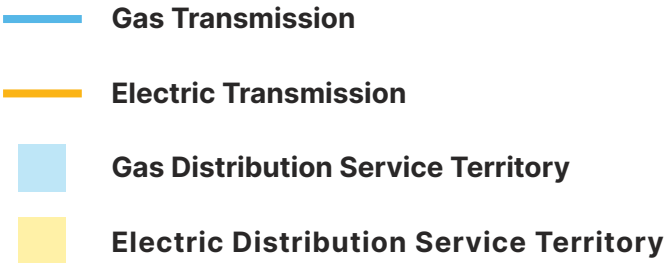 Gas Transmission
Electric Transmission
Gas Distribution Service Territory
Electric Distribution Service Territory